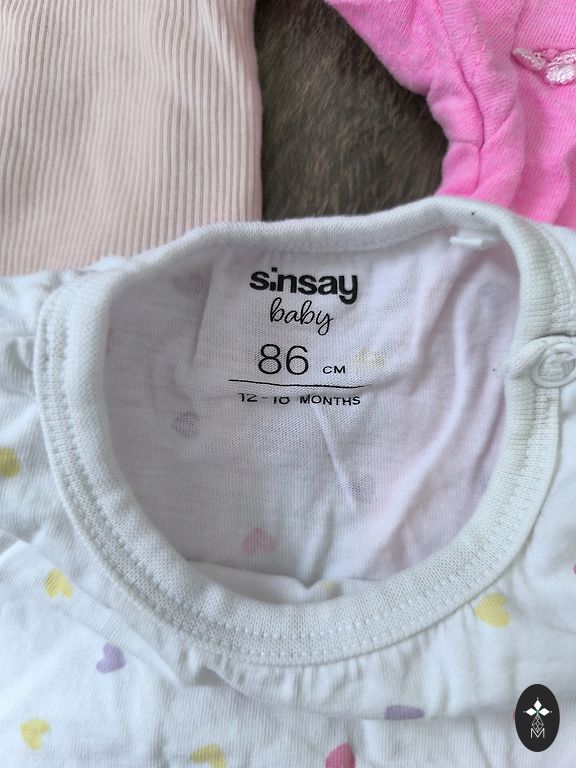 sinsay
baby
86 CM
12-18 MONTHS
M